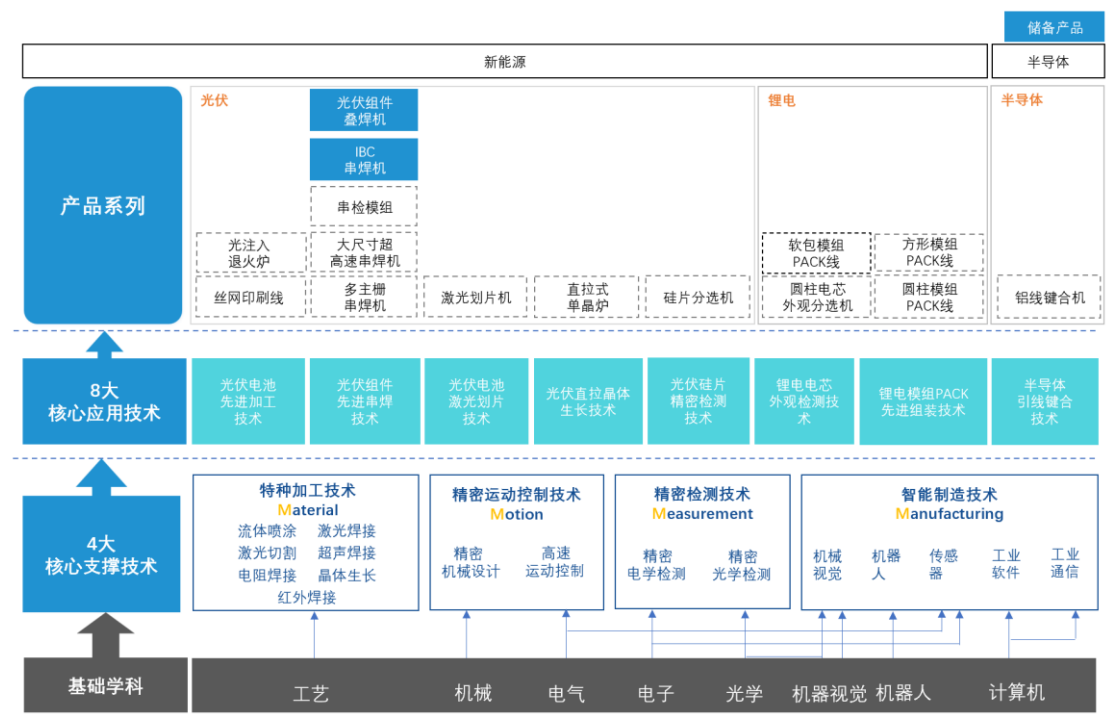 储备产品
新能源
半导体
产品系列
光伏
光伏组件
叠焊机
IBC
串焊机
串检模组
光注入
退火炉
大尺寸超
高速串焊机
丝网印刷线
多主栅
串焊机
激光划片机
直拉式
单晶炉
硅片分选机
锂电
软包模组
PACK线
方形模组
PACK线
圆柱电芯
外观分选机
圆柱模组
PACK线
半导体
铝线键合机
8大
核心应用技术
光伏电池
先进加工
技术
光伏组件
先进串焊
技术
光伏电池
激光划片
技术
光伏直拉晶体
生长技术
光伏硅片
精密检测
技术
锂电电芯
外观检测技
术
锂电模组PACK
先进组装技术
半导体
引线键合
技术
4大
核心支撑技术
特种加工技术
Material
流体喷涂 激光焊接
激光切割 超声焊接
电阻焊接 晶体生长
红外焊接
精密运动控制技术
Motion
精密
机械设计
高速
运动控制
精密检测技术
Measurement
精密
电学检测
精密
光学检测
智能制造技术
Manufacturing
机械
视觉
机器
人
传感
器
工业
软件
工业
通信
基础学科
工艺
机械
电气
电子
光学
机器视觉
机器人
计算机